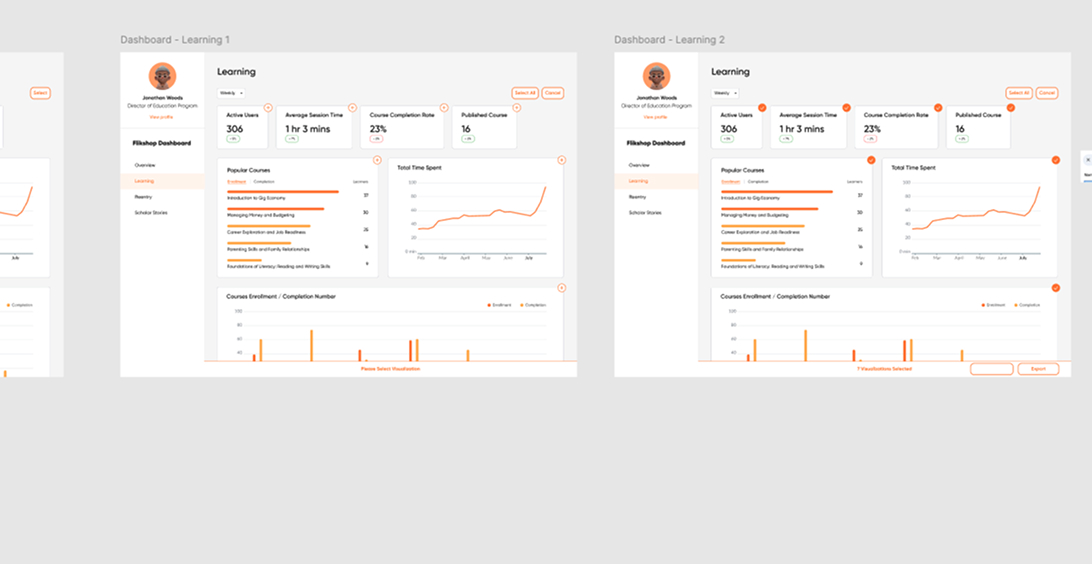 Dashboard - Learning 1
Dashboard - Learning 2
Select
July
Completion
Jonathan Woods
Director of Education Program
View profile
Flikshop Dashboard
Overview
Learning
Reentry
Scholar Stories
Learning
Weekly
Select All
Cancel
Active Users
306
Average Session Time
1 hr 3 mins
Course Completion Rate
23%
Published Course
16
Popular Courses
Enrollment
Completion
Learners
Introduction to Gig Economy
37
Managing Money and Budgeting
30
Career Exploration and Job Readiness
25
Parenting Skills and Family Relationships
16
Foundations of Literacy: Reading and Writing Skills
9
Total Time Spent
100
80
60
40
20
0 min
Feb
Mar
April
May
June
July
Courses Enrollment / Completion Number
Enrollment
Completion
100
80
60
40
Please Select Visualization
Jonathan Woods
Director of Education Program
View profile
Flikshop Dashboard
Overview
Learning
Reentry
Scholar Stories
Learning
Weekly
Select All
Cancel
Active Users
306
Average Session Time
1 hr 3 mins
Course Completion Rate
23%
Published Course
16
Popular Courses
Enrollment
Completion
Learners
Introduction to Gig Economy
37
Managing Money and Budgeting
30
Career Exploration and Job Readiness
25
Parenting Skills and Family Relationships
16
Foundations of Literacy: Reading and Writing Skills
9
Total Time Spent
100
80
60
40
20
0 min
Feb
Mar
April
May
June
July
Courses Enrollment / Completion Number
Enrollment
Completion
100
80
60
40
7 Visualizations Selected
Export